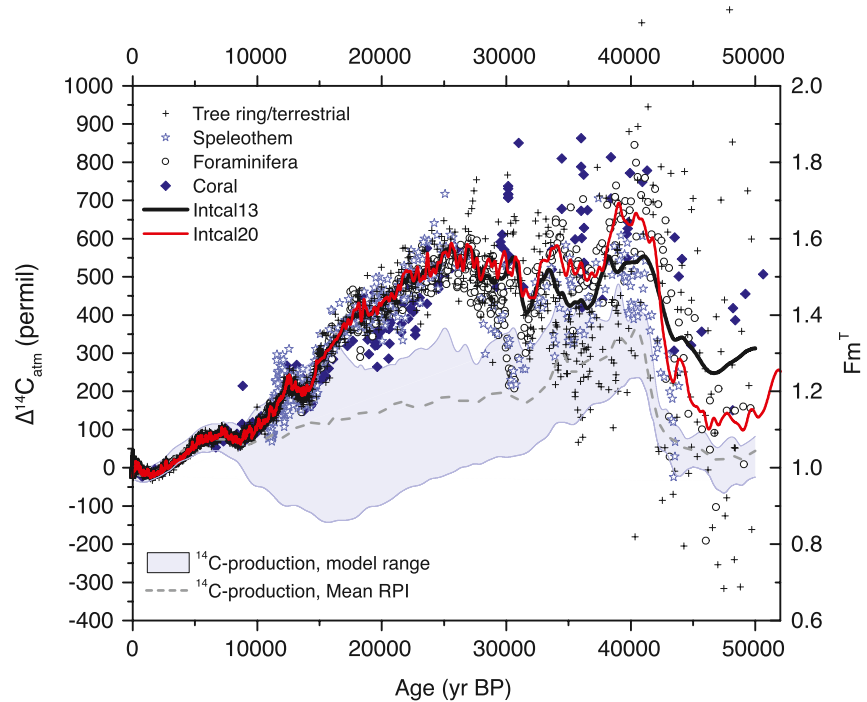 0 10000 20000 30000 40000 50000
1000
900
800
700
600
500
400
300
200
100
0
-100
-200
-300
-400
Δ¹⁴Cₐₜₘ (permil)
Tree ring/terrestrial
Speleothem
Foraminifera
Coral
Intcal13
Intcal20
¹⁴C-production, model range
¹⁴C-production, Mean RPI
2.0
1.8
1.6
1.4
1.2
1.0
0.8
0.6
Fmᵀ
0 10000 20000 30000 40000 50000
Age (yr BP)